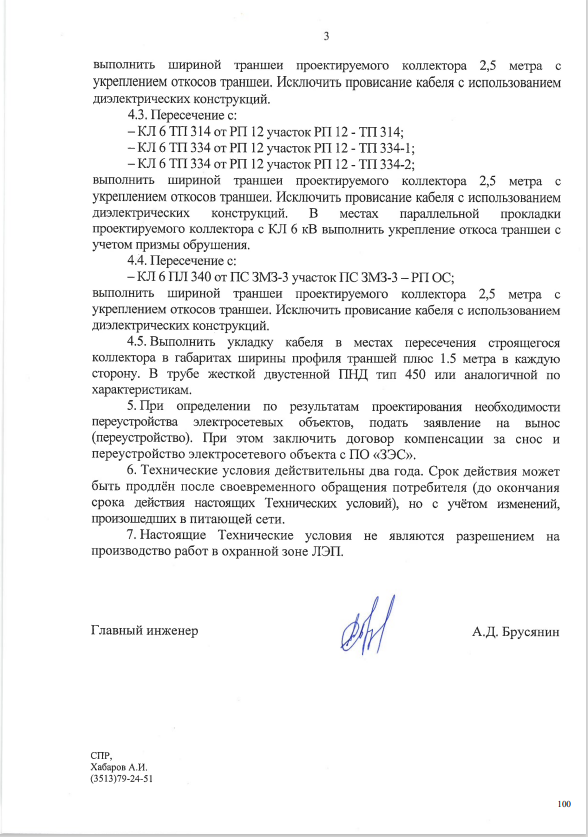 3
выполнить шириной траншеи проектируемого коллектора 2,5 метра с
укреплением откосов траншеи. Исключить провисание кабеля с использованием
диэлектрических конструкций.
4.3. Пересечение с:
– КЛ 6 ТП 314 от РП 12 участок РП 12 - ТП 314;
– КЛ 6 ТП 334 от РП 12 участок РП 12 - ТП 334-1;
– КЛ 6 ТП 334 от РП 12 участок РП 12 - ТП 334-2;
выполнить шириной траншеи проектируемого коллектора 2,5 метра с
укреплением откосов траншеи. Исключить провисание кабеля с использованием
диэлектрических конструкций. В местах параллельной прокладки
проектируемого коллектора с КЛ 6 кВ выполнить укрепление откоса траншеи с
учетом призмы обрушения.
4.4. Пересечение с:
– КЛ 6 ПЛ 340 от ПС ЗМЗ-3 участок ПС ЗМЗ-3 – РП ОС;
выполнить шириной траншеи проектируемого коллектора 2,5 метра с
укреплением откосов траншеи. Исключить провисание кабеля с использованием
диэлектрических конструкций.
4.5. Выполнить укладку кабеля в местах пересечения строящегося
коллектора в габаритах ширины профиля траншей плюс 1.5 метра в каждую
сторону. В трубе жесткой двустенной ПНД тип 450 или аналогичной по
характеристикам.
5. При определении по результатам проектирования необходимости
переустройства электросетевых объектов, подать заявление на вынос
(переустройство). При этом заключить договор компенсации за снос и
переустройство электросетевого объекта с ПО «ЗЭС».
6. Технические условия действительны два года. Срок действия может
быть продлён после своевременного обращения потребителя (до окончания
срока действия настоящих Технических условий), но с учётом изменений,
произошедших в питающей сети.
7. Настоящие Технические условия не являются разрешением на
производство работ в охранной зоне ЛЭП.
Главный инженер А.Д. Брусянин
СПР,
Хабаров А.И.
(3513)79-24-51
100